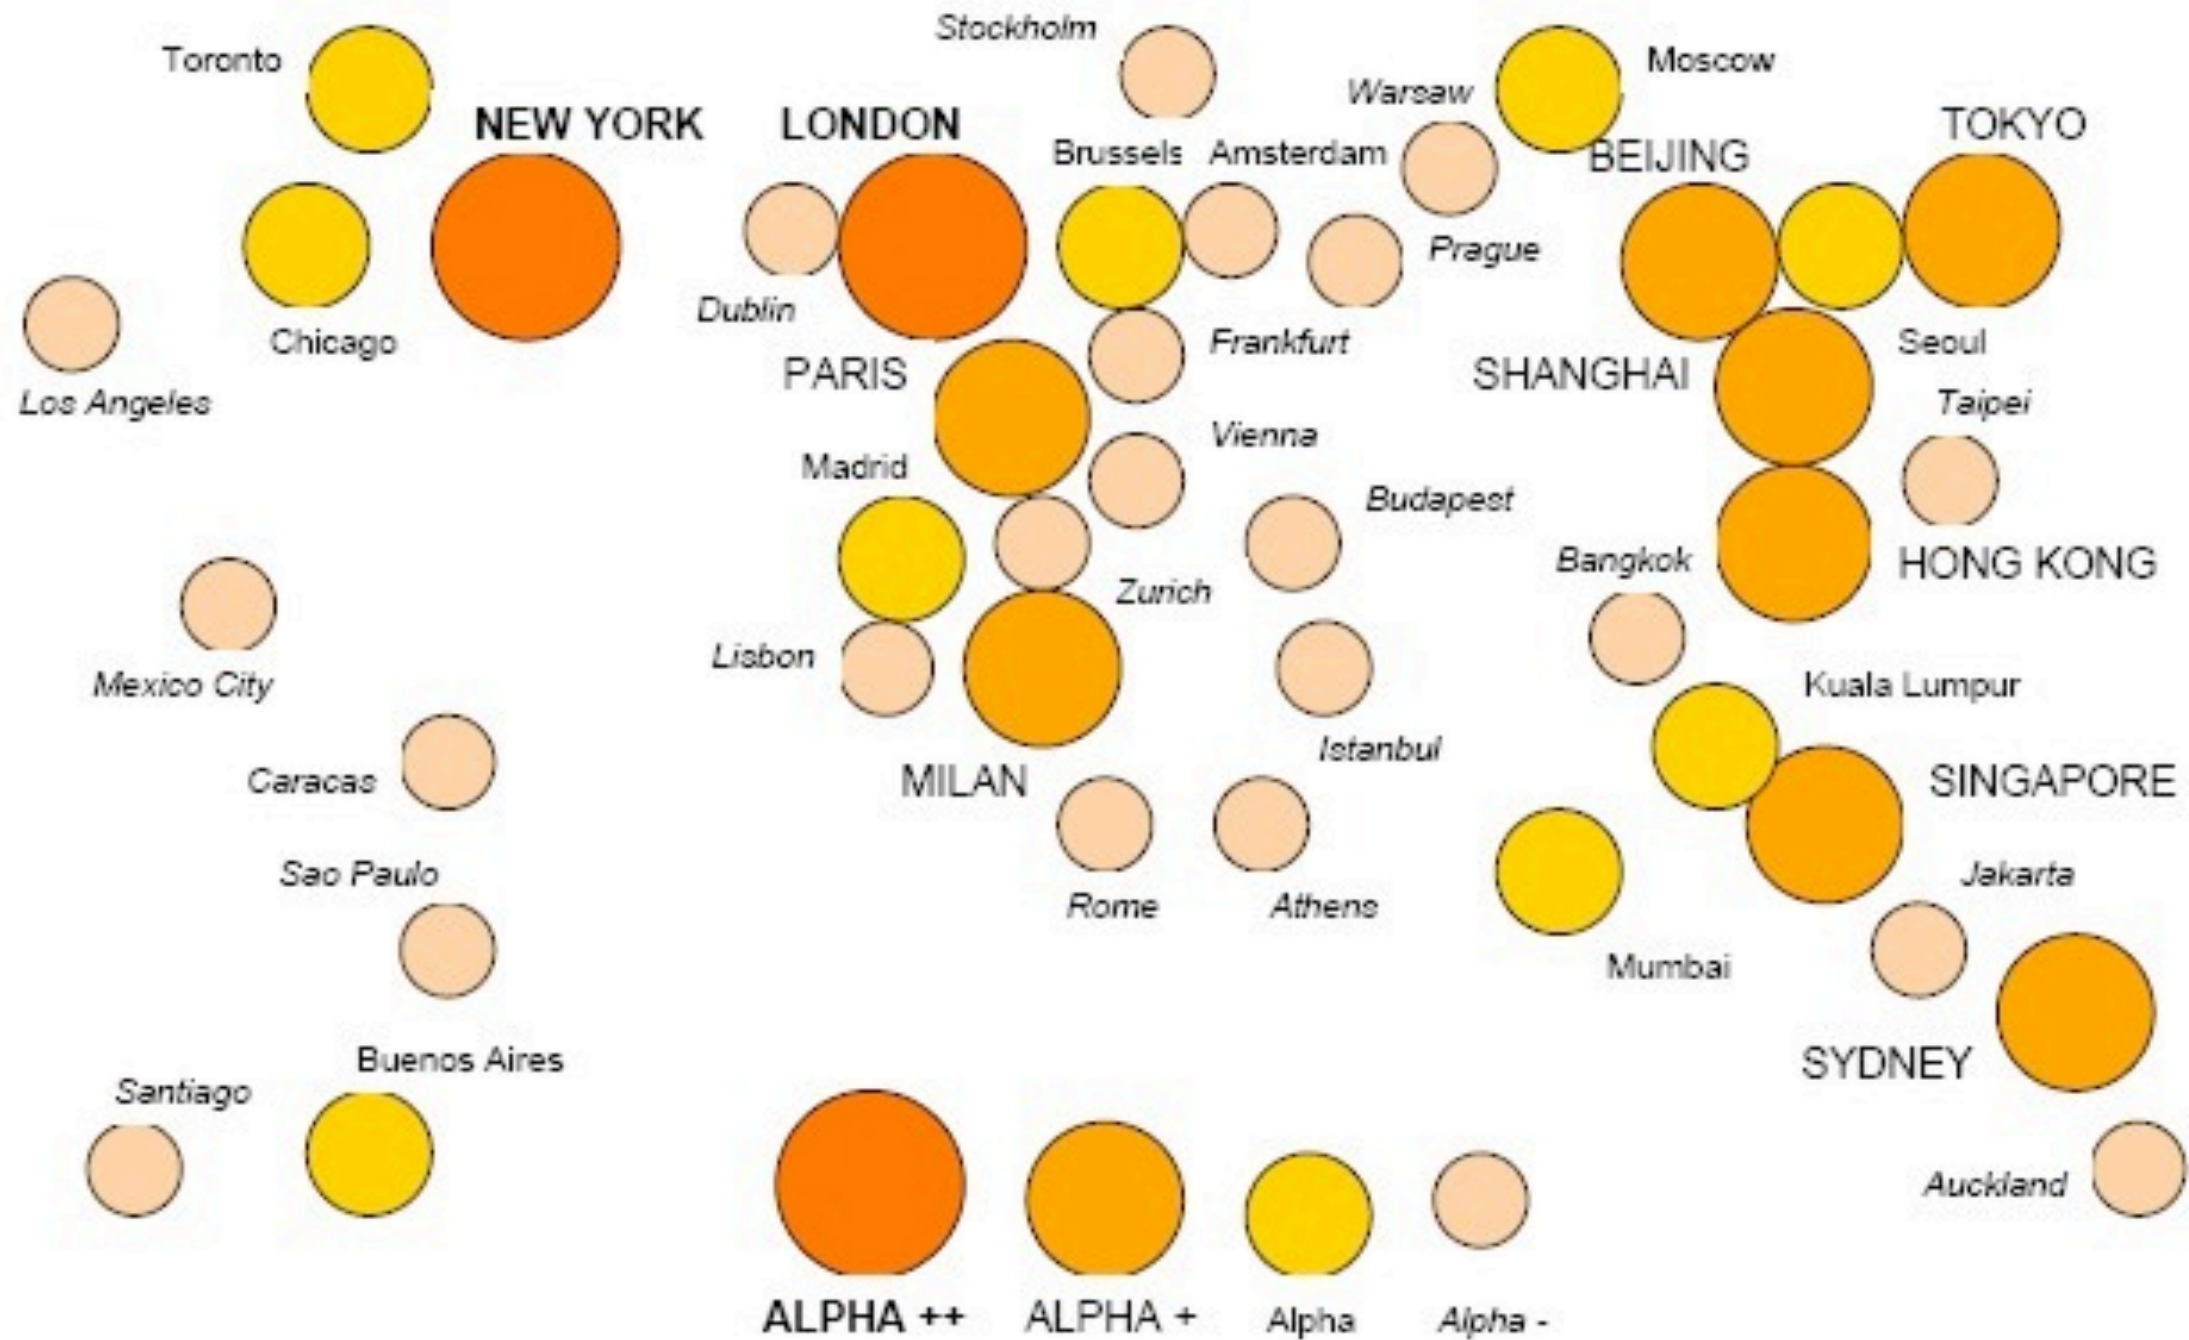 Stockholm
Toronto
Moscow
Warsaw
NEW YORK
LONDON
TOKYO
Brussels
Amsterdam
BEIJING
Prague
Dublin
Chicago
Frankfurt
Seoul
PARIS
SHANGHAI
Los Angeles
Taipei
Vienna
Madrid
Budapest
Bangkok
HONG KONG
Zurich
Lisbon
Mexico City
Kuala Lumpur
Istanbul
Caracas
MILAN
SINGAPORE
Sao Paulo
Jakarta
Rome
Athens
Mumbai
Buenos Aires
SYDNEY
Santiago
Auckland
ALPHA ++
ALPHA +
Alpha
Alpha -